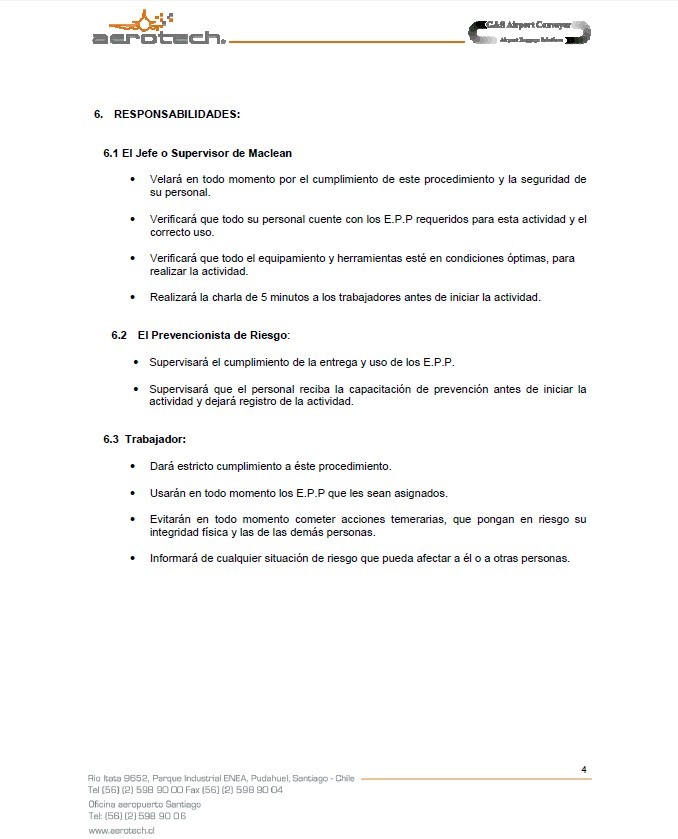 aerotech.
G&S Airport Conveyor
Airport Baggage Solutions
6. RESPONSABILIDADES:
6.1 El Jefe o Supervisor de Maclean
• Velará en todo momento por el cumplimiento de este procedimiento y la seguridad de
su personal.
• Verificará que todo su personal cuente con los E.P.P requeridos para esta actividad y el
correcto uso.
• Verificará que todo el equipamiento y herramientas esté en condiciones óptimas, para
realizar la actividad.
• Realizará la charla de 5 minutos a los trabajadores antes de iniciar la actividad.
6.2 El Prevencionista de Riesgo:
• Supervisará el cumplimiento de la entrega y uso de los E.P.P.
• Supervisará que el personal reciba la capacitación de prevención antes de iniciar la
actividad y dejará registro de la actividad.
6.3 Trabajador:
• Dará estricto cumplimiento a éste procedimiento.
• Usarán en todo momento los E.P.P que les sean asignados.
• Evitarán en todo momento cometer acciones temerarias, que pongan en riesgo su
integridad física y las de las demás personas.
• Informará de cualquier situación de riesgo que pueda afectar a él o a otras personas.
4
Rio Itata 9652, Parque Industrial ENEA, Pudahuel, Santiago - Chile
Tel (56) (2) 598 90 00 Fax (56) (2) 598 90 04
Oficina aeropuerto Santiago
Tel: (56) (2) 598 90 06
www.aerotech.cl